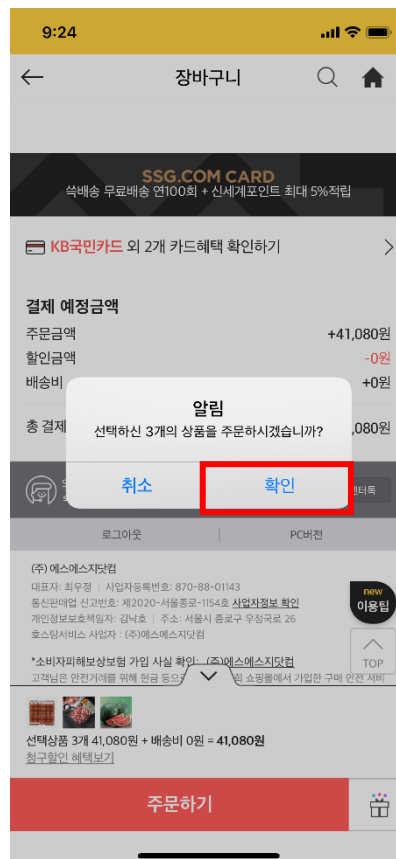 9:24
장바구니
SSG.COM CARD
쓱배송 무료배송 연100회 + 신세계포인트 최대 5%적립
KB국민카드 외 2개 카드혜택 확인하기
결제 예정금액
주문금액 +41,080원
할인금액 -0원
배송비 +0원
알림
선택하신 3개의 상품을 주문하시겠습니까?
총 결제 ,080원
취소 확인
센터톡
로그아웃 PC버전
(주) 에스에스지닷컴
대표자: 최우정 사업자등록번호: 870-88-01143
통신판매업 신고번호: 제2020-서울종로-1154호 사업자정보 확인
개인정보보호책임자: 김낙호 주소: 서울시 종로구 우정국로 26
호스팅서비스 사업자 : (주)에스에스지닷컴
new
이용팁
*소비자피해보상보험 가입 사실 확인: (주)에스에스지닷컴
TOP
고객님은 안전거래를 위해 현금 등으 쇼핑몰에서 가입한 구매 안전 서비
선택상품 3개 41,080원 + 배송비 0원 = 41,080원
청구할인 혜택보기
주문하기